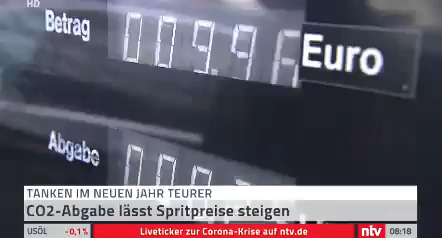 HD
Betrag
Euro
Abgabe
TANKEN IM NEUEN JAHR TEURER
CO2-Abgabe lässt Spritpreise steigen
USÖL -0,1% Liveticker zur Corona-Krise auf ntv.de ntv 08:18